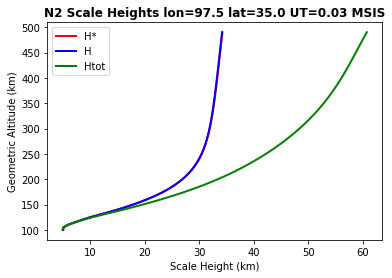 N2 Scale Heights lon=97.5 lat=35.0 UT=0.03 MSIS
H*
H
Htot
500
450
400
350
300
250
200
150
100
Geometric Altitude (km)
10 20 30 40 50 60
Scale Height (km)